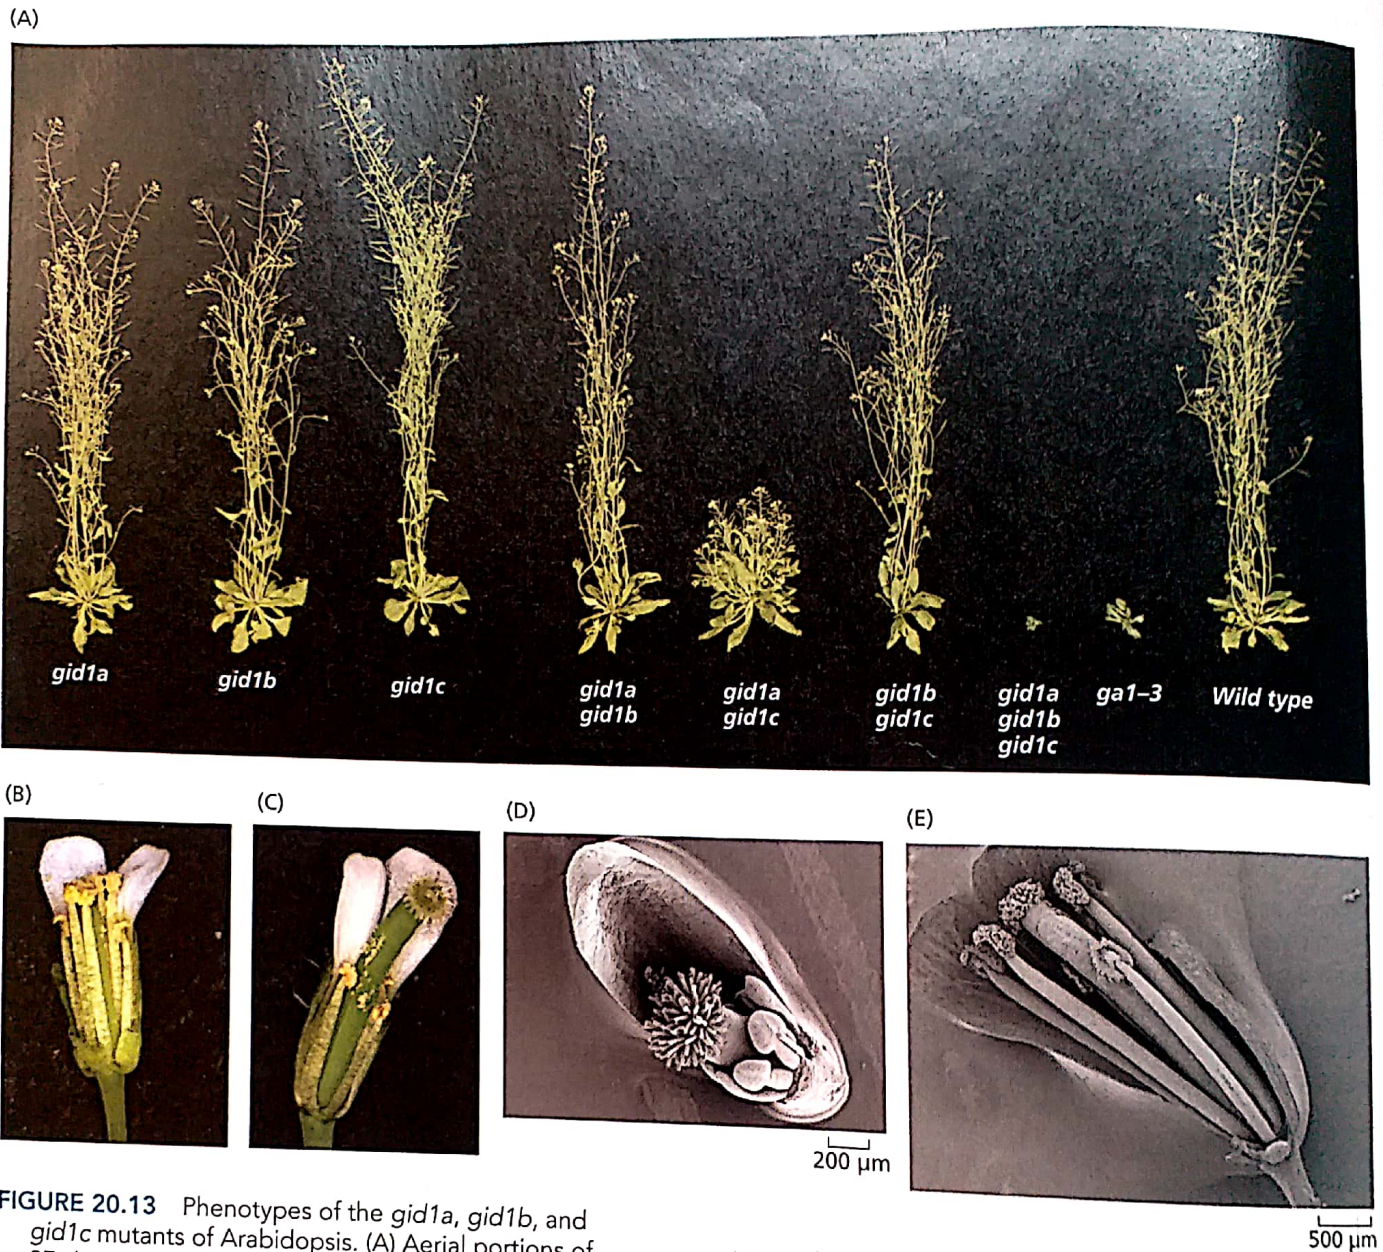 (A)
gid1a
gid1b
gid1c
gid1a
gid1b
gid1a
gid1c
gid1b
gid1c
gid1a
gid1b
gid1c
ga1–3
Wild type
(B)
(C)
(D)
(E)
200 μm
500 μm
FIGURE 20.13 Phenotypes of the gid1a, gid1b, and
gid1c mutants of Arabidopsis. (A) Aerial portions of